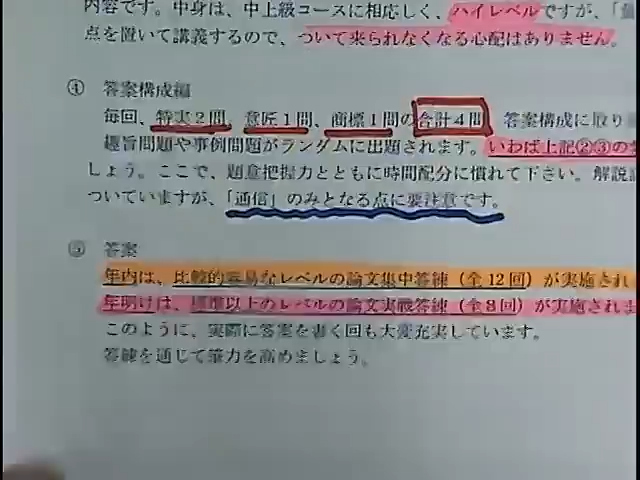 内容です。中身は、中上級コースに相応しく、ハイレベルですが、「
点を置いて講義するので、ついて来られなくなる心配はありません。
④ 答案構成編
毎回、特実2問、意匠1問、商標1問の合計4問、答案構成に取り
趣旨問題や事例問題がランダムに出題されます。いわば上記②③の
しょう。ここで、題意把握力とともに時間配分に慣れて下さい。解説
ついていますが、「通信」のみとなる点に要注意です。
⑤ 答案
年内は、比較的容易なレベルの論文集中答練（全12回）が実施され
年明けは、標準以上のレベルの論文実戦答練（全8回）が実施されま
このように、実際に答案を書く回も大変充実しています。
答練を通じて筆力を高めましょう。